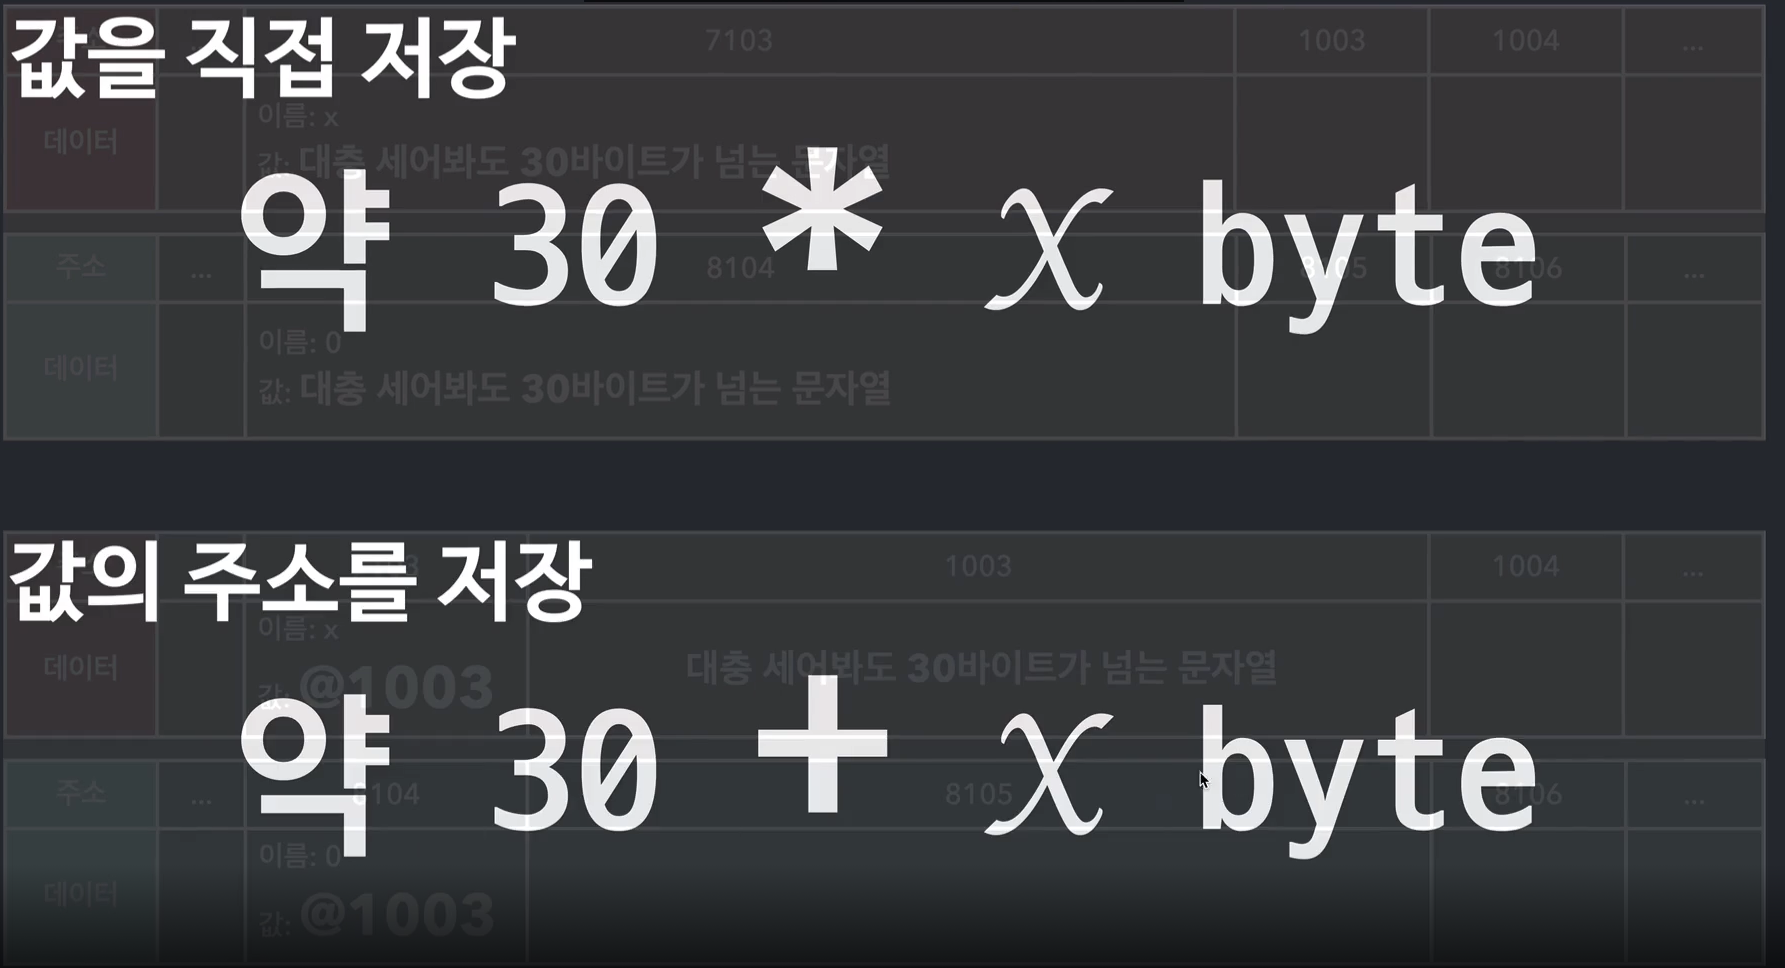 값을 직접 저장
... 7103 1003 1004 ...
데이터
이름: x
값: 대충 세어봐도 30바이트가 넘는 문자열
약 30 * x byte
주소 ... 8104 8105 8106 ...
이름: 0
데이터
값: 대충 세어봐도 30바이트가 넘는 문자열
값의 주소를 저장
1003 1004 ...
이름: x
데이터
대충 세어봐도 30바이트가 넘는 문자열
값: @1003
약 30 + x byte
주소 ... 8104 8105 8106 ...
이름: 0
데이터
값: @1003